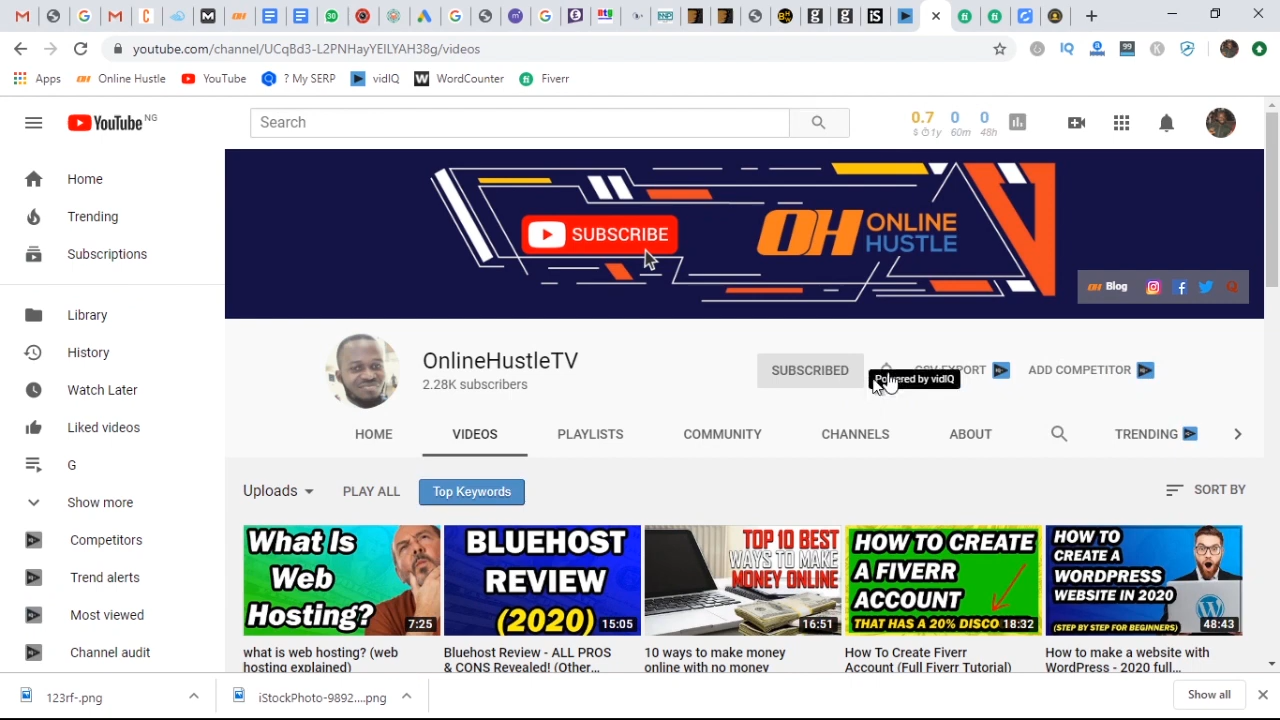 youtube.com/channel/UCqBd3-L2PNHayYEILYAH38g/videos
Apps
Online Hustle
YouTube
? My SERP
vidIQ
WordCounter
Fiverr
YouTube NG
Search
0.7 0 0
$ 1y 60m 48h
Home
Trending
Subscriptions
Library
History
Watch Later
Liked videos
G
Show more
Competitors
Trend alerts
Most viewed
Channel audit
SUBSCRIBE
OH ONLINE
HUSTLE
OH Blog
OnlineHustleTV
2.28K subscribers
SUBSCRIBED
CSV EXPORT
ADD COMPETITOR
Powered by vidIQ
HOME
VIDEOS
PLAYLISTS
COMMUNITY
CHANNELS
ABOUT
TRENDING
Uploads
PLAY ALL
Top Keywords
SORT BY
What Is
Web
Hosting?
7:25
what is web hosting? (web
hosting explained)
BLUEHOST
REVIEW
(2020)
15:05
Bluehost Review - ALL PROS
& CONS Revealed! (Other...
TOP 10 BEST
WAYS TO MAKE
MONEY ONLINE
16:51
10 ways to make money
online with no money
HOW TO CREATE
A FIVERR
ACCOUNT
THAT HAS A 20% DISCO
18:32
How To Create Fiverr
Account (Full Fiverr Tutorial)
HOW TO
CREATE A
WORDPRESS
WEBSITE IN 2020
(STEP BY STEP FOR BEGINNERS)
48:43
How to make a website with
WordPress - 2020 full...
123rf-.png
iStockPhoto-9892....png
Show all